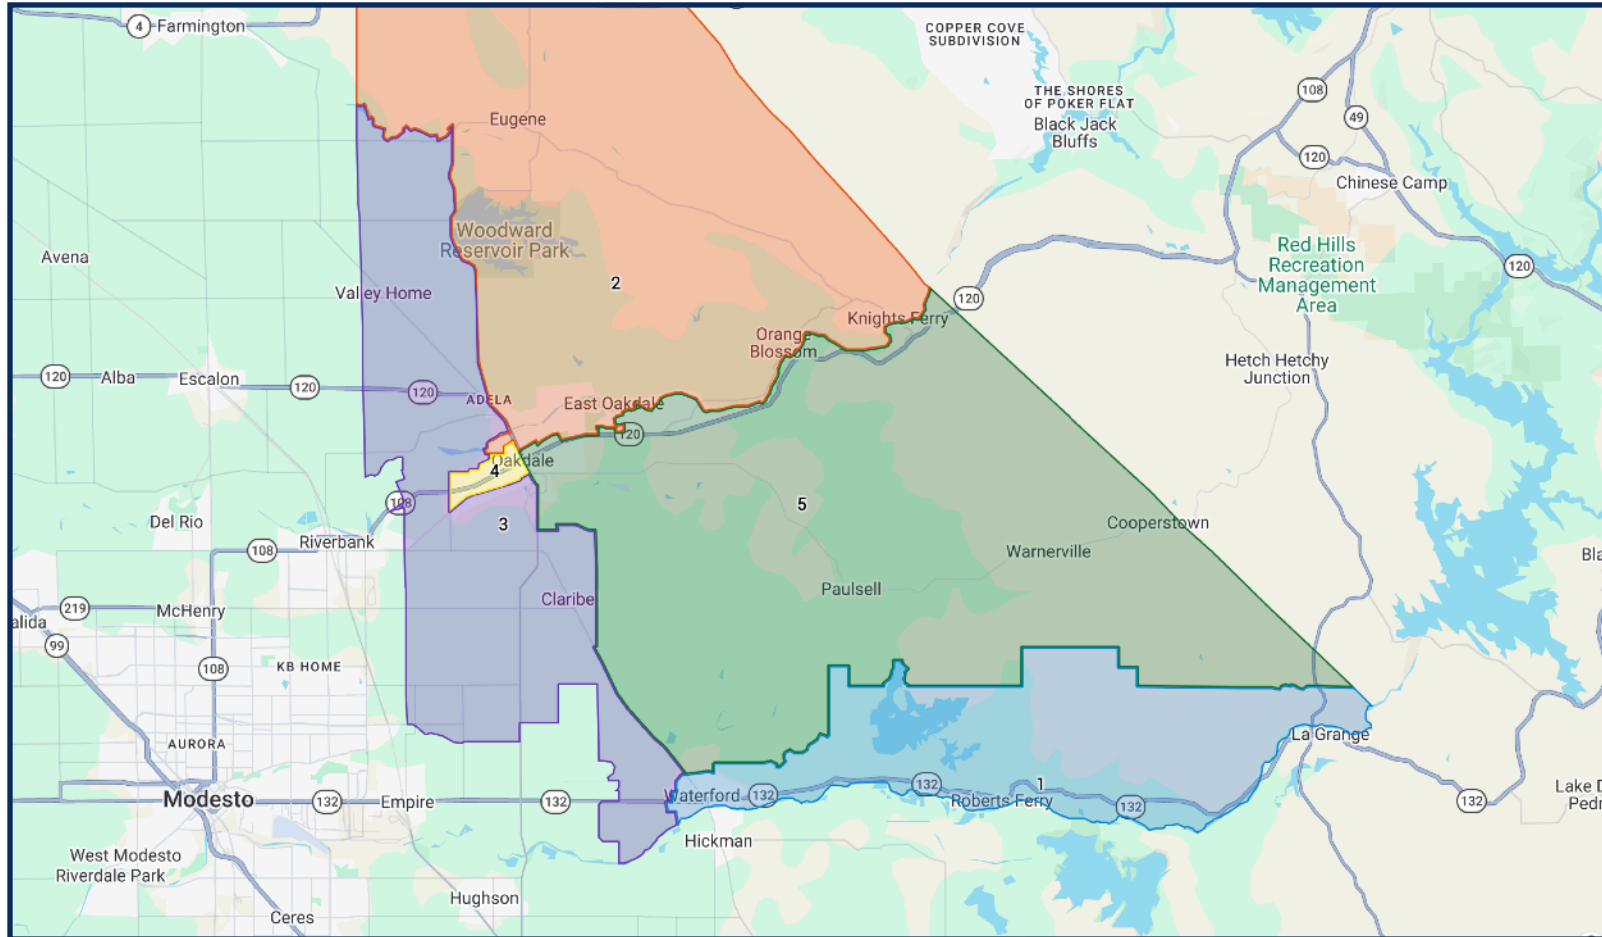 4
Farmington
COPPER COVE
SUBDIVISION
108
THE SHORES
OF POKER FLAT
Black Jack
Bluffs
49
Eugene
120
Chinese Camp
Woodward
Reservoir Park
Avena
Red Hills
Recreation
Management
Area
120
2
Valley Home
120
Knights Ferry
Orange
Blossom
Hetch Hetchy
Junction
120
Alba
Escalon
120
120
ADELA
East Oakdale
120
Oakdale
4
108
5
3
Del Rio
Cooperstown
Riverbank
108
Warnerville
Paulsell
Claribe
219
McHenry
alida
99
108
KB HOME
AURORA
La Grange
Modesto
132
Empire
132
Waterford
132
132
1
Roberts Ferry
132
132
Lake D
Pedr
Hickman
West Modesto
Riverdale Park
Hughson
Ceres